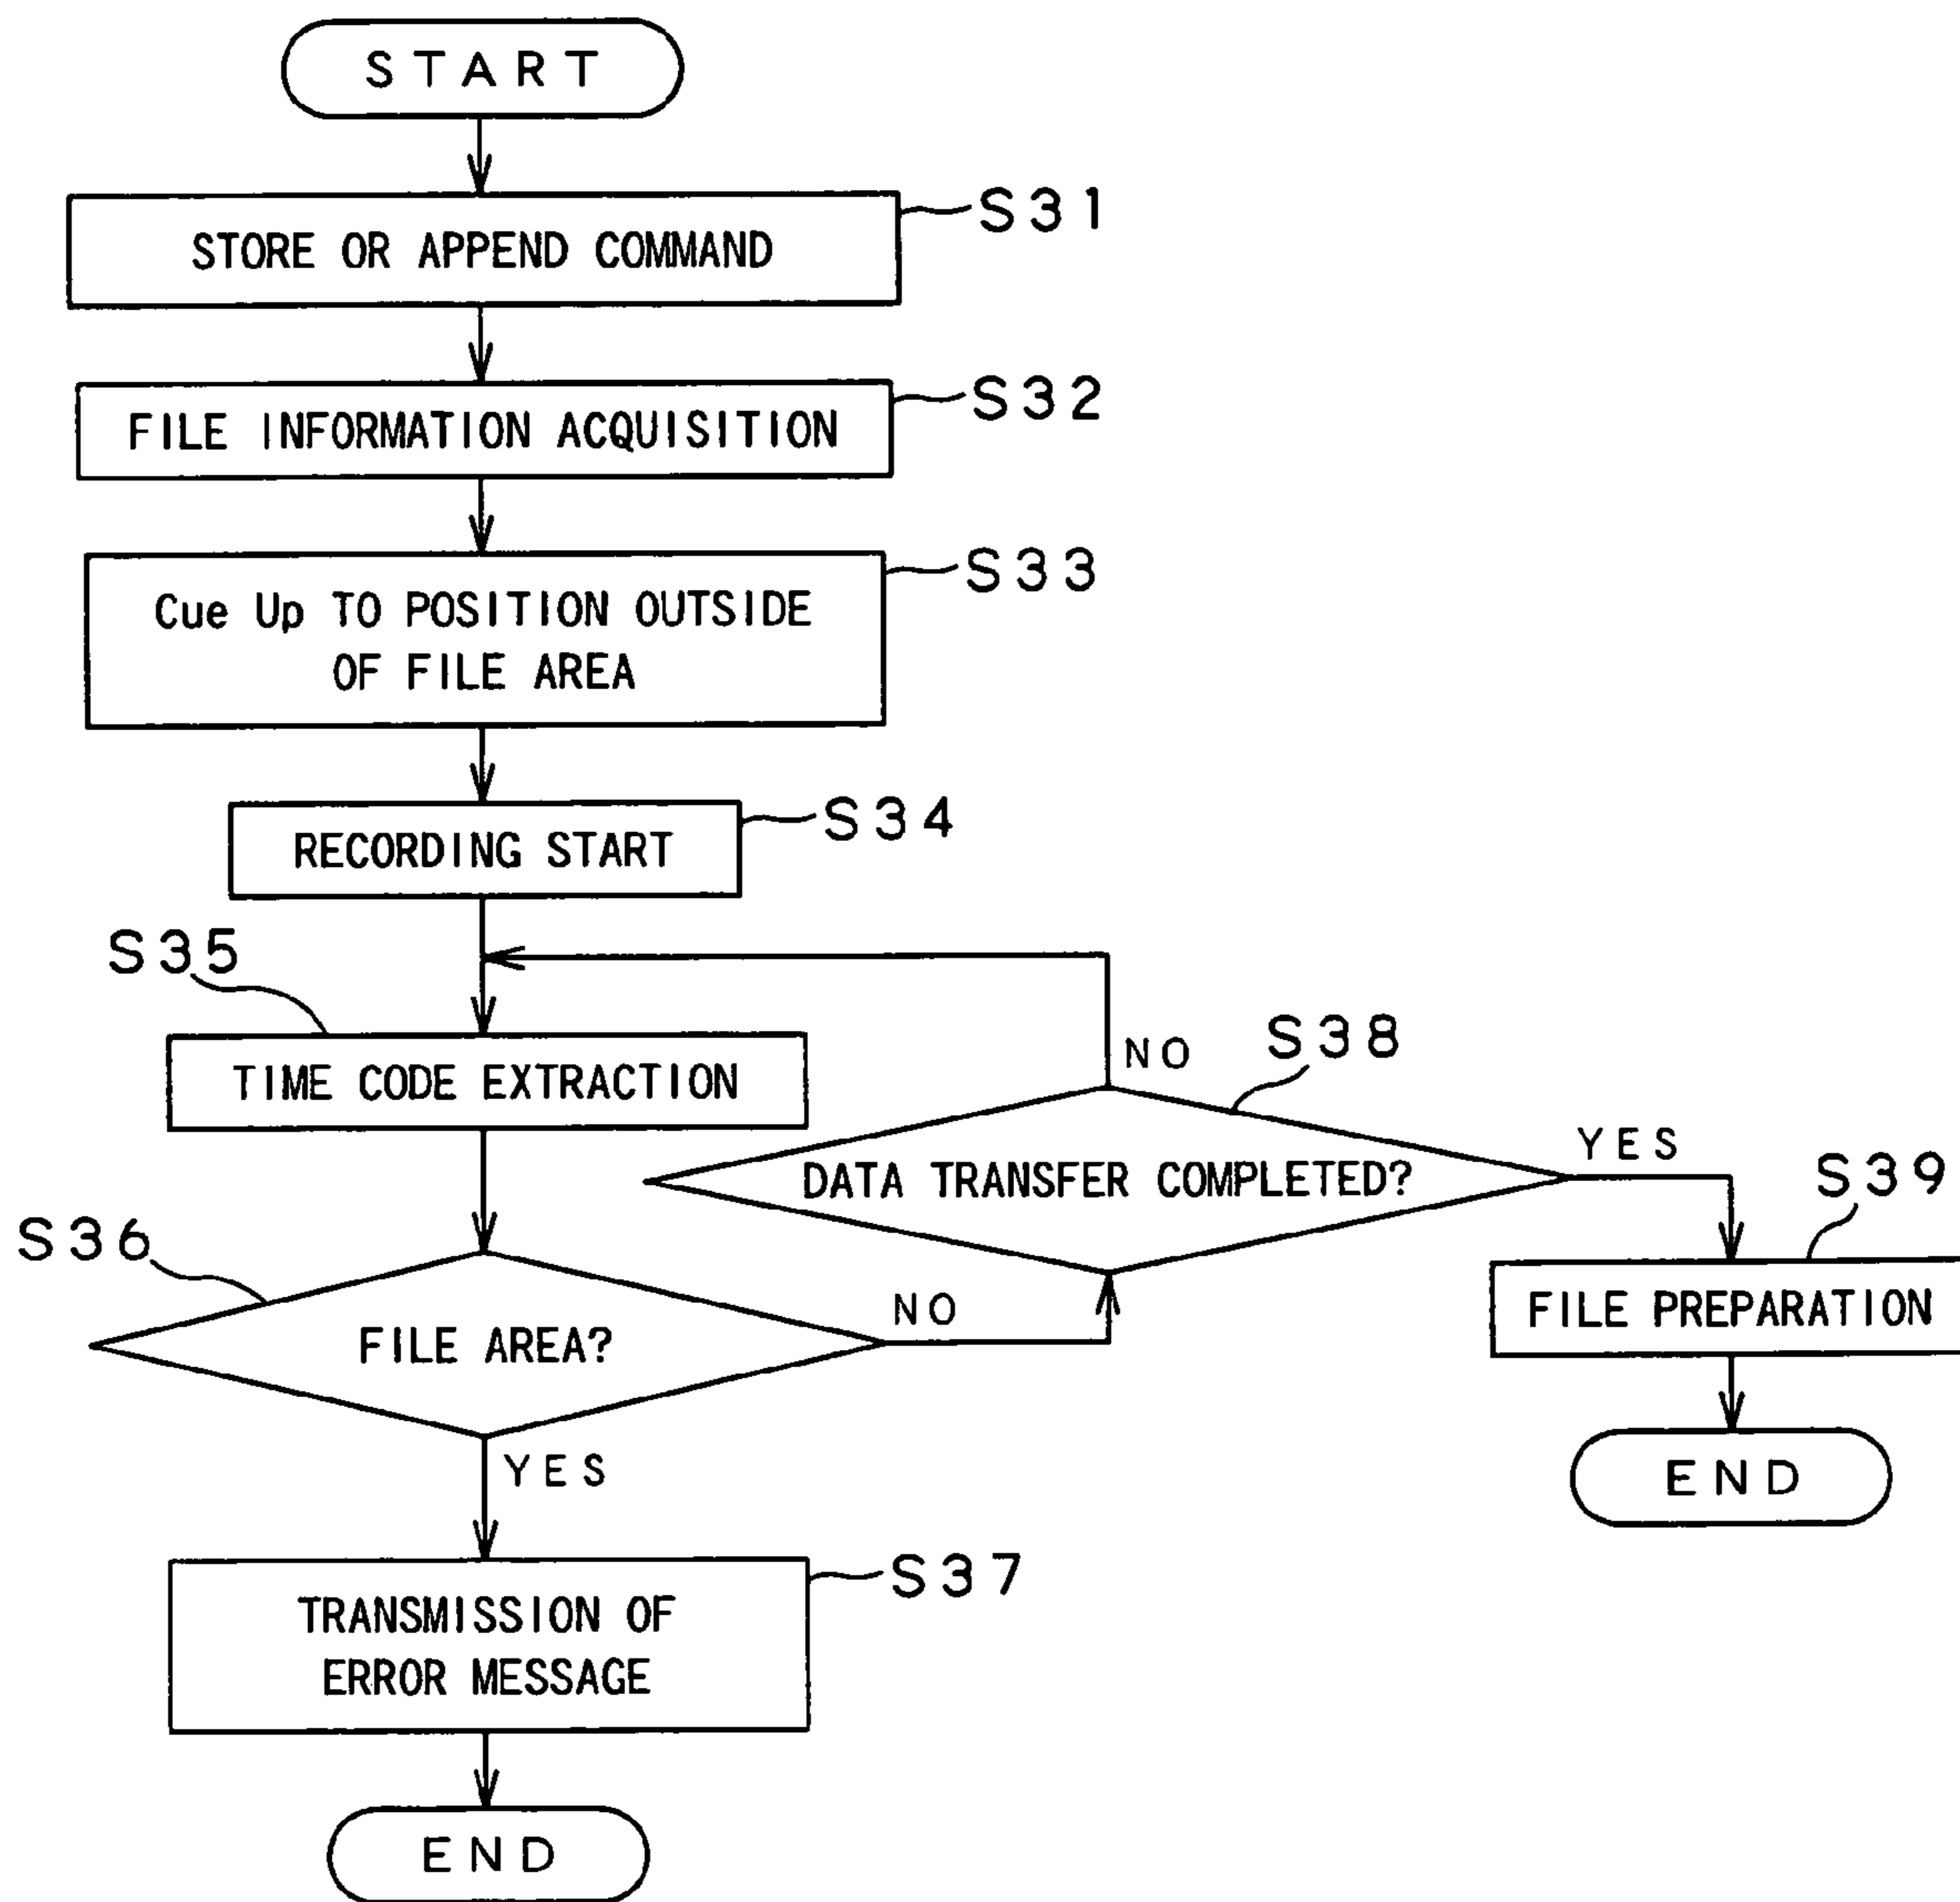 START
S31
STORE OR APPEND COMMAND
S32
FILE INFORMATION ACQUISITION
S33
Cue Up TO POSITION OUTSIDE
OF FILE AREA
S34
RECORDING START
S35
TIME CODE EXTRACTION
NO
S38
DATA TRANSFER COMPLETED?
YES
S39
FILE PREPARATION
END
S36
FILE AREA?
NO
YES
S37
TRANSMISSION OF
ERROR MESSAGE
END